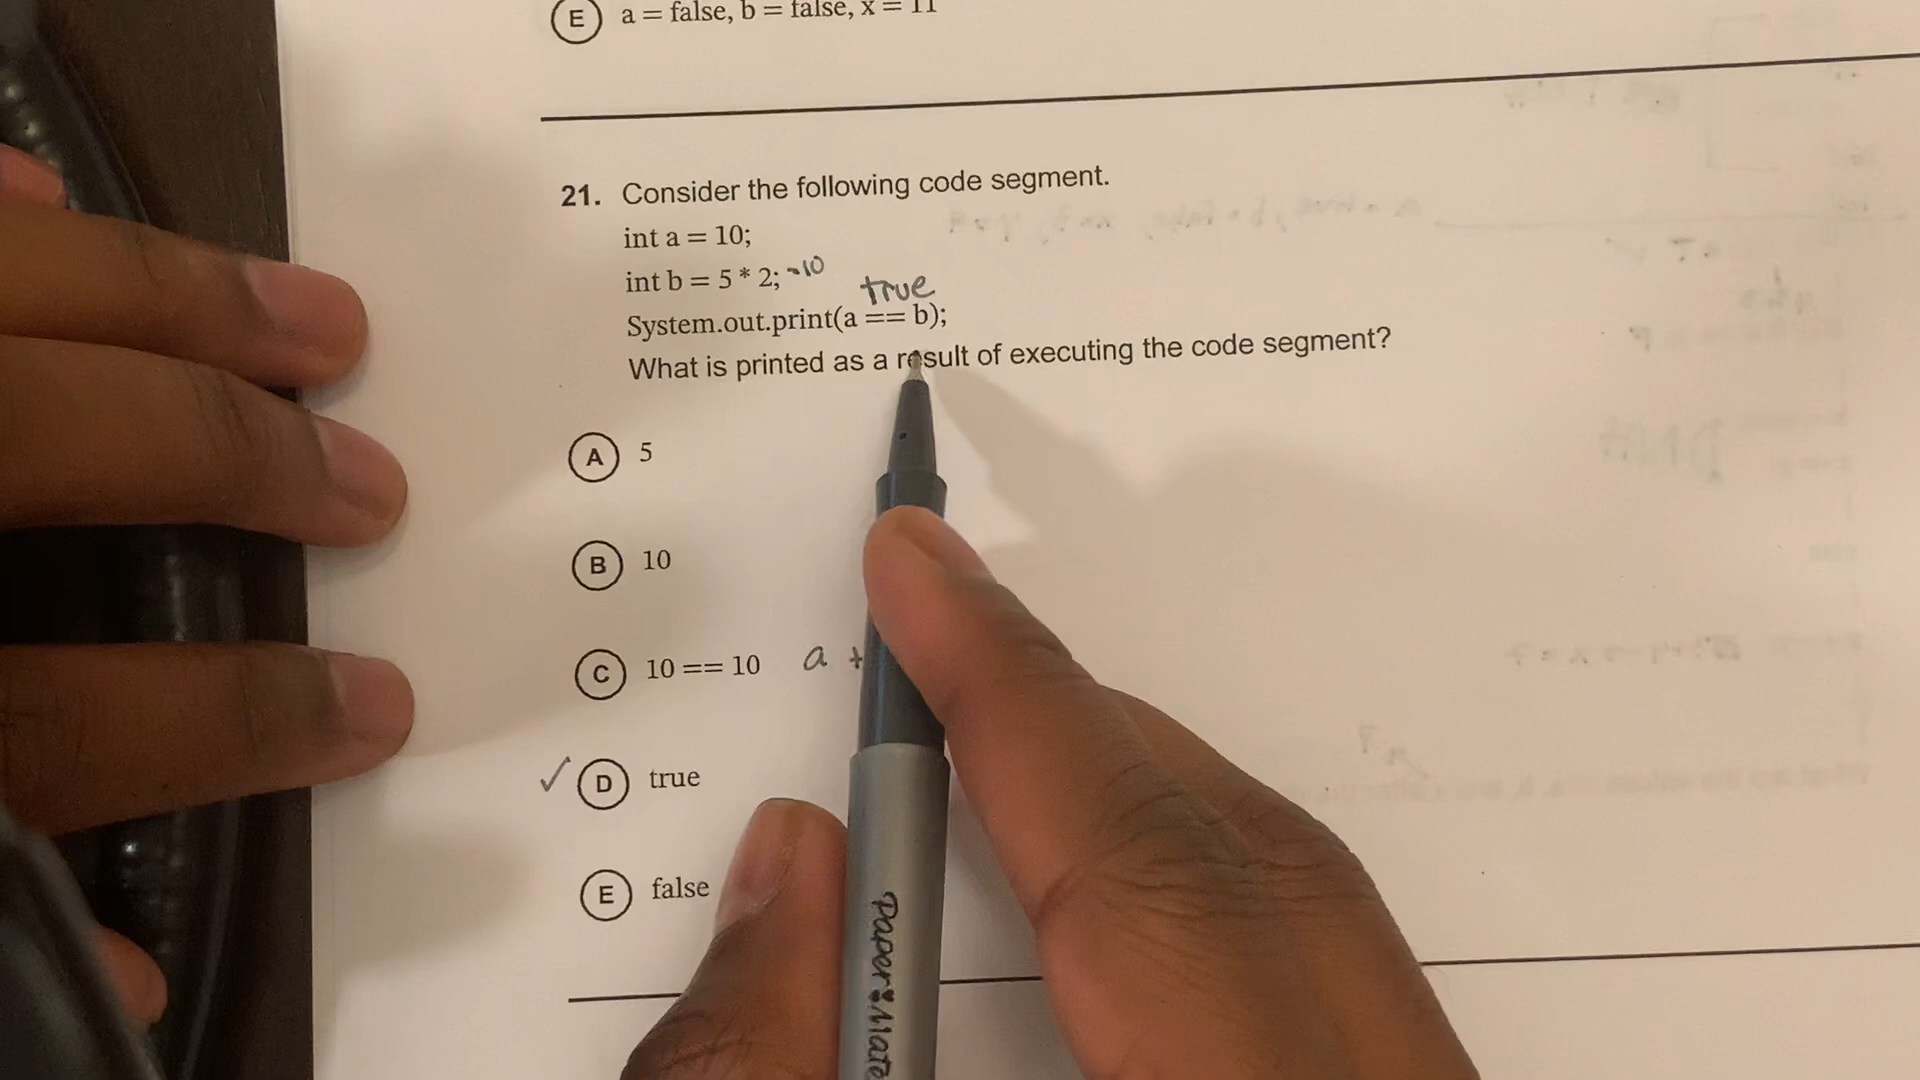 E a = false, b = false, x = 11
21. Consider the following code segment.
int a = 10;
int b = 5 * 2; =10
true
System.out.print(a == b);
What is printed as a result of executing the code segment?
A 5
B 10
C 10 == 10 a +
✓ D true
E false
Paper:Mate